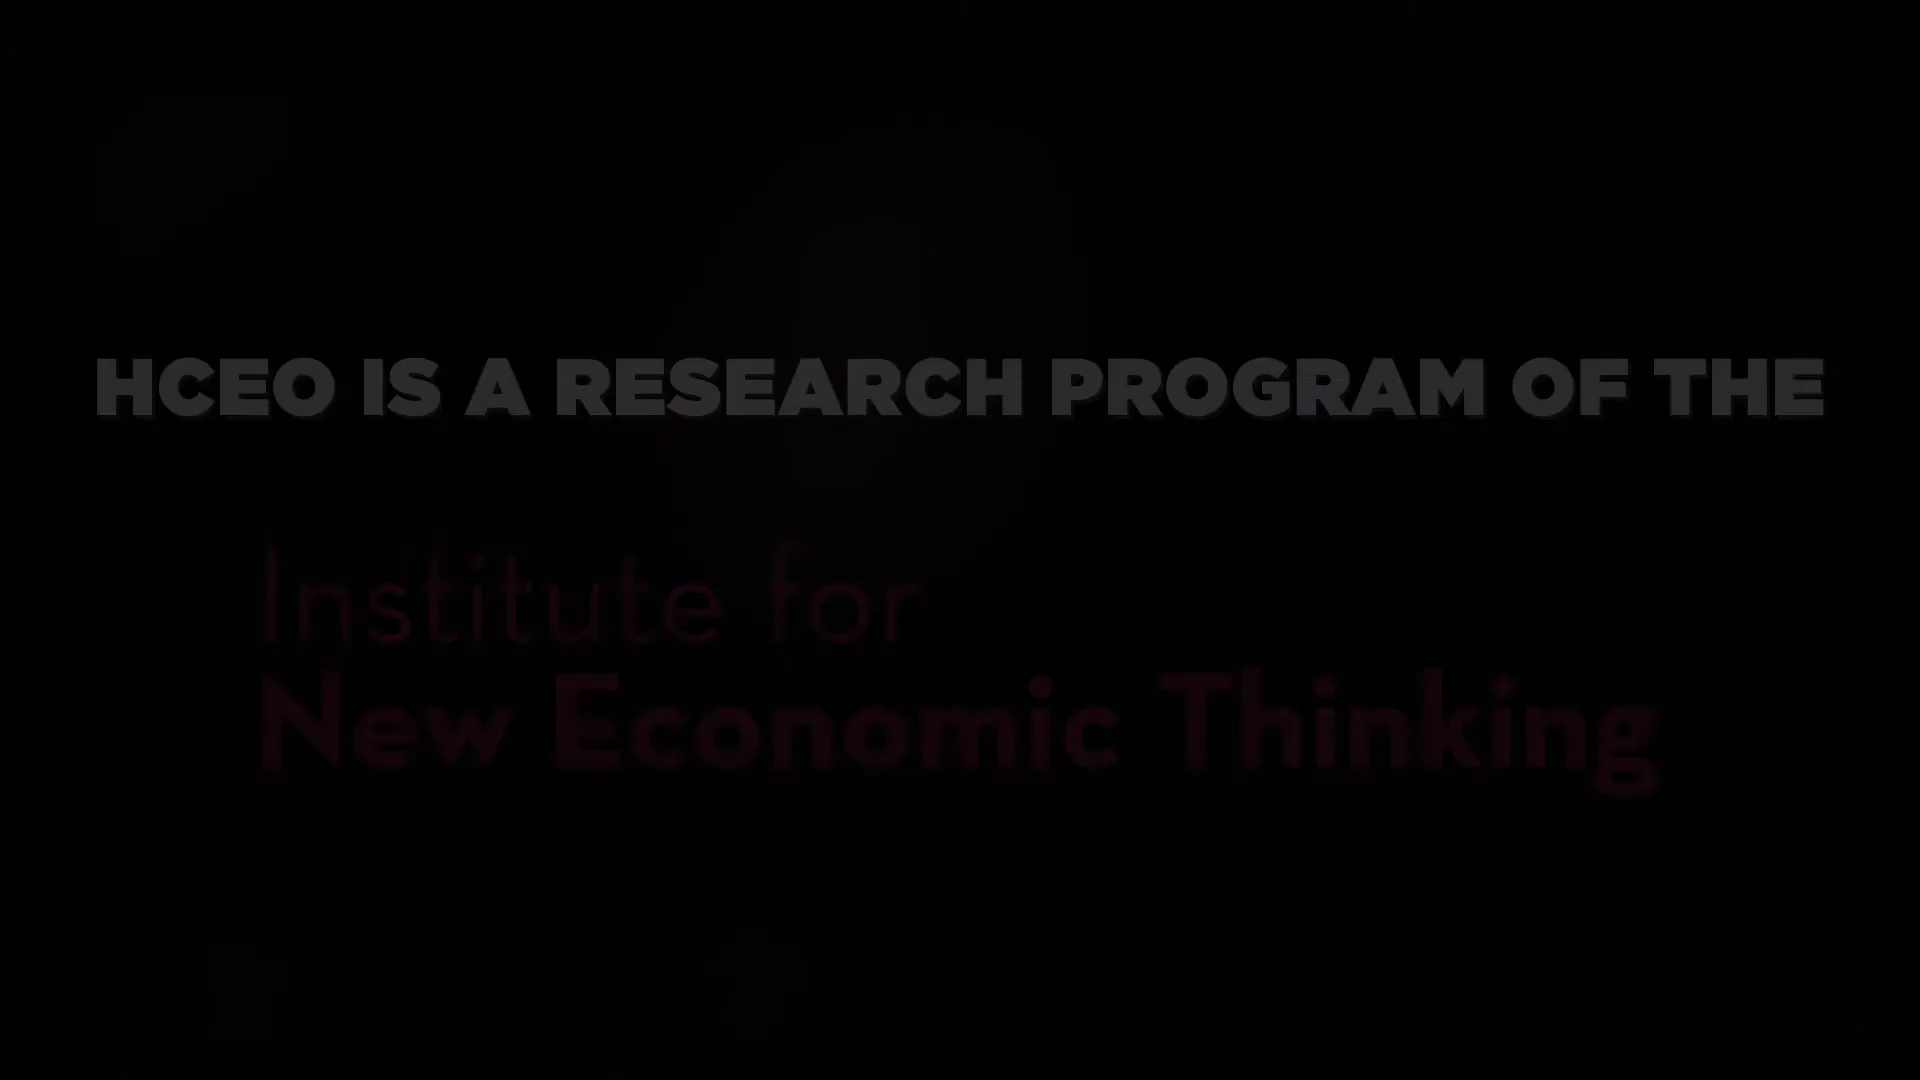 HCEO IS A RESEARCH PROGRAM OF THE
Institute for
New Economic Thinking